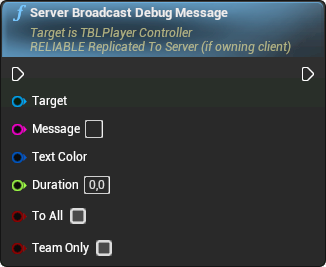 f Server Broadcast Debug Message
Target is TBLPlayer Controller
RELIABLE Replicated To Server (if owning client)
Target
Message
Text Color
Duration 0,0
To All
Team Only